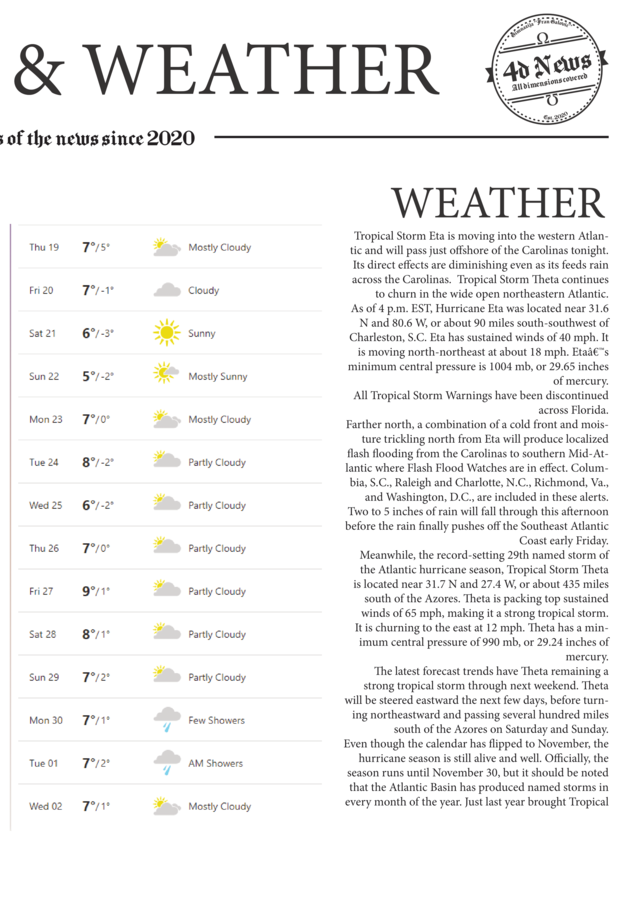 & WEATHER
4d News
All dimensions covered
Est. 2020
s of the news since 2020
WEATHER
Thu 19 7°/5° Mostly Cloudy
Fri 20 7°/-1° Cloudy
Sat 21 6°/-3° Sunny
Sun 22 5°/-2° Mostly Sunny
Mon 23 7°/0° Mostly Cloudy
Tue 24 8°/-2° Partly Cloudy
Wed 25 6°/-2° Partly Cloudy
Thu 26 7°/0° Partly Cloudy
Fri 27 9°/1° Partly Cloudy
Sat 28 8°/1° Partly Cloudy
Sun 29 7°/2° Partly Cloudy
Mon 30 7°/1° Few Showers
Tue 01 7°/2° AM Showers
Wed 02 7°/1° Mostly Cloudy
Tropical Storm Eta is moving into the western Atlan-
tic and will pass just offshore of the Carolinas tonight.
Its direct effects are diminishing even as its feeds rain
across the Carolinas. Tropical Storm Theta continues
to churn in the wide open northeastern Atlantic.
As of 4 p.m. EST, Hurricane Eta was located near 31.6
N and 80.6 W, or about 90 miles south-southwest of
Charleston, S.C. Eta has sustained winds of 40 mph. It
is moving north-northeast at about 18 mph. Etaâ€™s
minimum central pressure is 1004 mb, or 29.65 inches
of mercury.
All Tropical Storm Warnings have been discontinued
across Florida.
Farther north, a combination of a cold front and mois-
ture trickling north from Eta will produce localized
flash flooding from the Carolinas to southern Mid-At-
lantic where Flash Flood Watches are in effect. Colum-
bia, S.C., Raleigh and Charlotte, N.C., Richmond, Va.,
and Washington, D.C., are included in these alerts.
Two to 5 inches of rain will fall through this afternoon
before the rain finally pushes off the Southeast Atlantic
Coast early Friday.
Meanwhile, the record-setting 29th named storm of
the Atlantic hurricane season, Tropical Storm Theta
is located near 31.7 N and 27.4 W, or about 435 miles
south of the Azores. Theta is packing top sustained
winds of 65 mph, making it a strong tropical storm.
It is churning to the east at 12 mph. Theta has a min-
imum central pressure of 990 mb, or 29.24 inches of
mercury.
The latest forecast trends have Theta remaining a
strong tropical storm through next weekend. Theta
will be steered eastward the next few days, before turn-
ing northeastward and passing several hundred miles
south of the Azores on Saturday and Sunday.
Even though the calendar has flipped to November, the
hurricane season is still alive and well. Officially, the
season runs until November 30, but it should be noted
that the Atlantic Basin has produced named storms in
every month of the year. Just last year brought Tropical